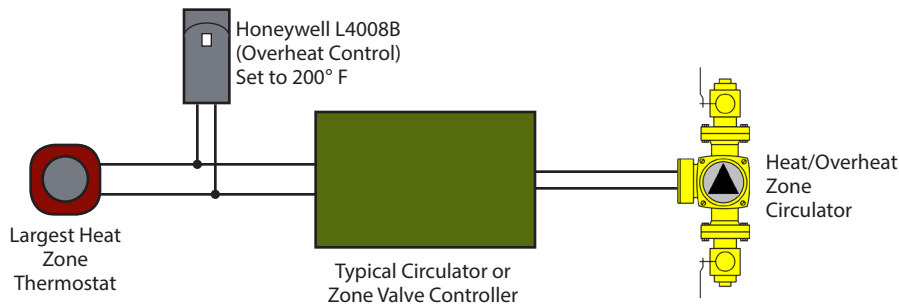 Honeywell L4008B
(Overheat Control)
Set to 200° F
Heat/Overheat
Zone
Circulator
Largest Heat
Zone
Thermostat
Typical Circulator or
Zone Valve Controller